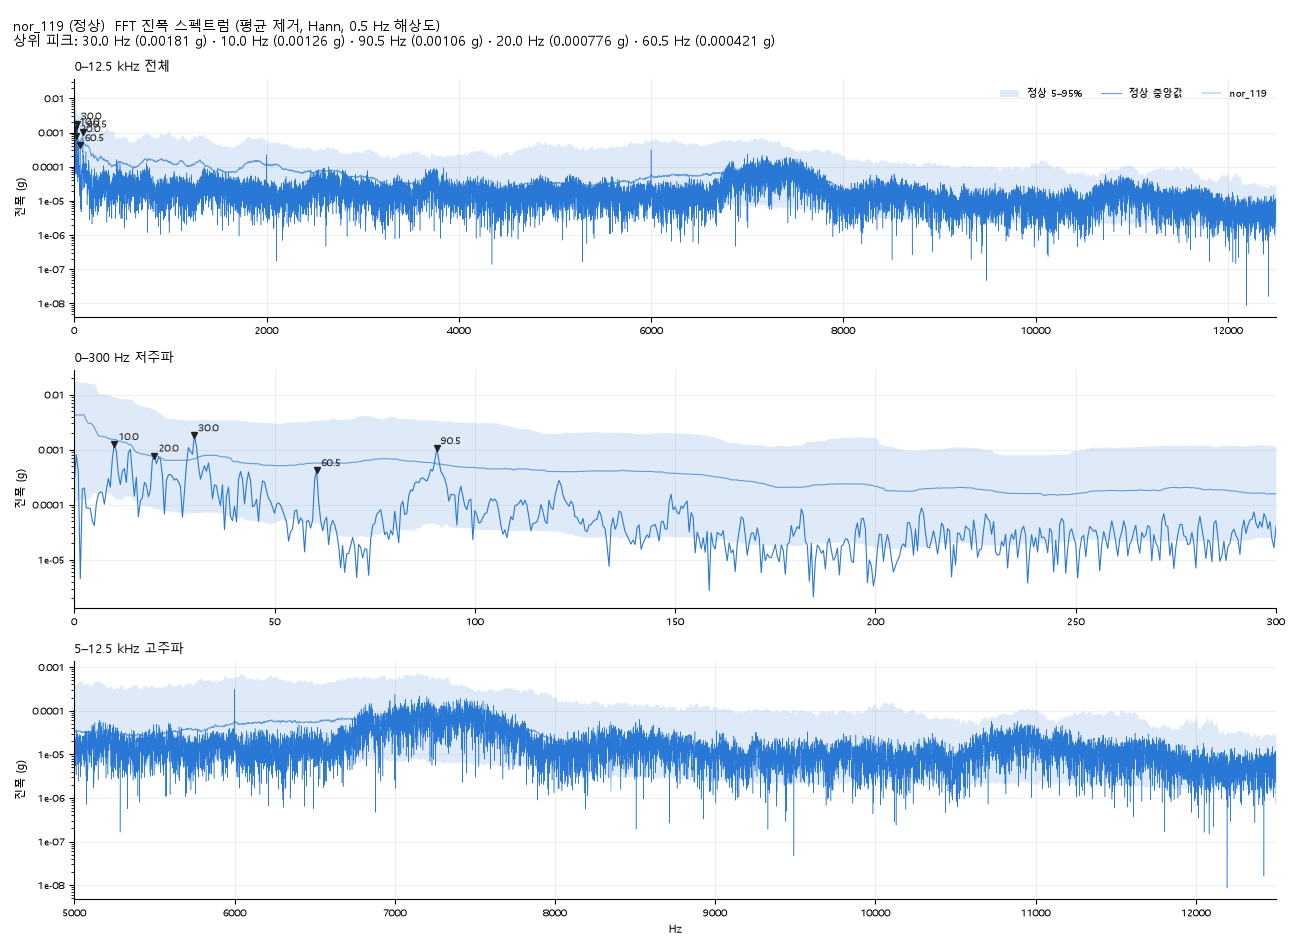 nor_119 (정상)  FFT 진폭 스펙트럼 (평균 제거, Hann, 0.5 Hz 해상도)
상위 피크: 30.0 Hz (0.00181 g) · 10.0 Hz (0.00126 g) · 90.5 Hz (0.00106 g) · 20.0 Hz (0.000776 g) · 60.5 Hz (0.000421 g)
0–12.5 kHz 전체
정상 5–95% 정상 중앙값 nor_119
30.0
60.5
진폭 (g)
0.01
0.001
0.0001
1e-05
1e-06
1e-07
1e-08
0 2000 4000 6000 8000 10000 12000
0–300 Hz 저주파
10.0 20.0 30.0 60.5 90.5
진폭 (g)
0.01
0.001
0.0001
1e-05
0 50 100 150 200 250 300
5–12.5 kHz 고주파
진폭 (g)
0.001
0.0001
1e-05
1e-06
1e-07
1e-08
5000 6000 7000 8000 9000 10000 11000 12000
Hz